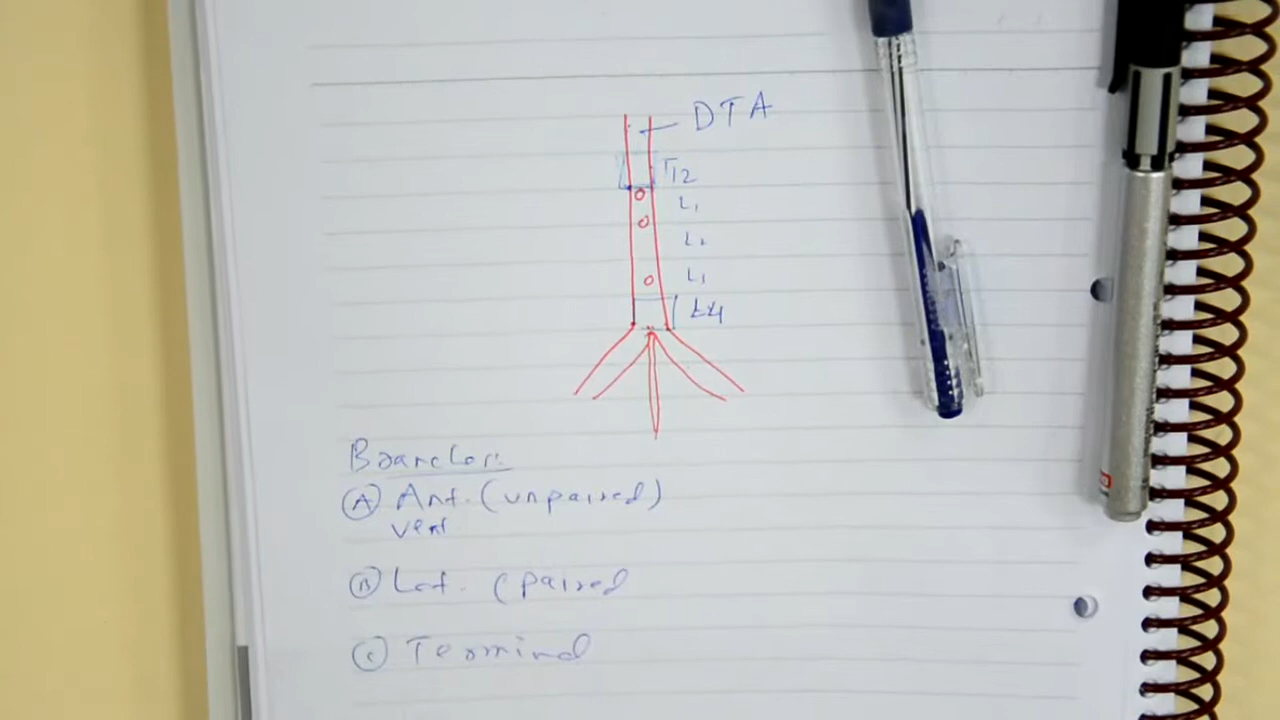 DTA
T12
L1
L2
L3
L4
Branches:
(A) Ant. (unpaired)
vent
(B) Lat. (paired
(C) Terminal